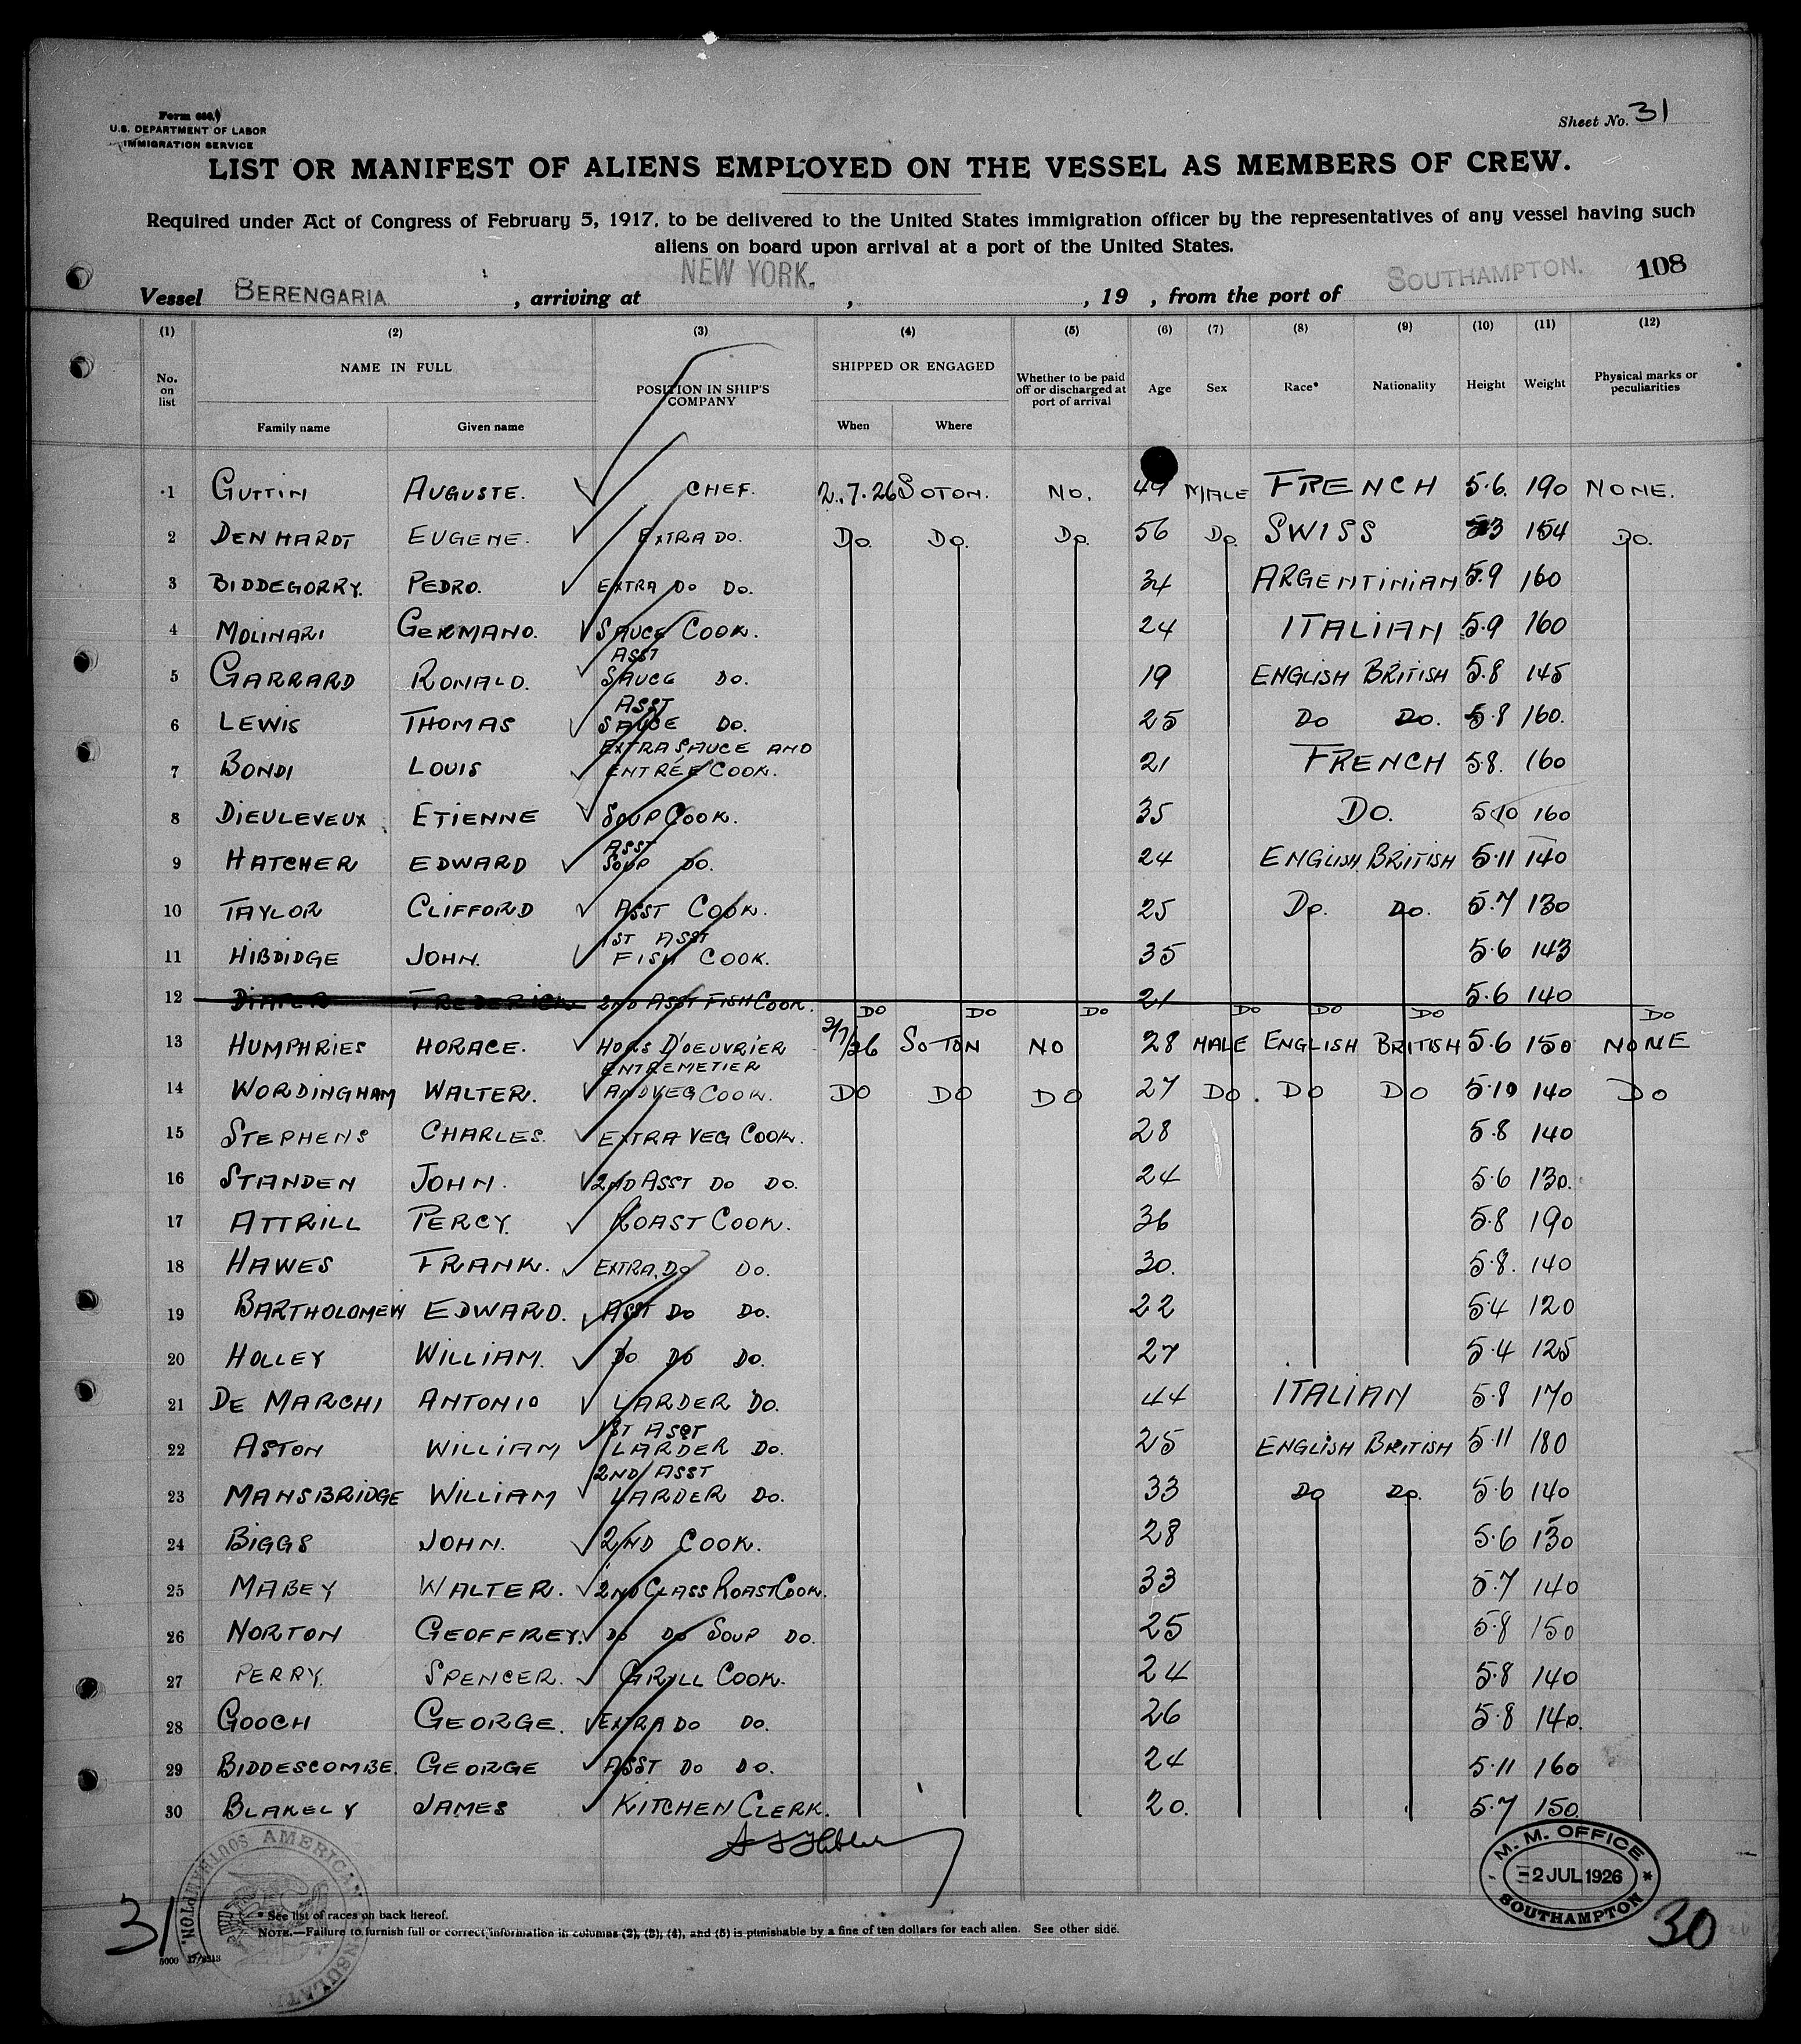 Form 680
U.S. DEPARTMENT OF LABOR
IMMIGRATION SERVICE
Sheet No. 31
LIST OR MANIFEST OF ALIENS EMPLOYED ON THE VESSEL AS MEMBERS OF CREW.
Required under Act of Congress of February 5, 1917, to be delivered to the United States immigration officer by the representatives of any vessel having such
aliens on board upon arrival at a port of the United States.
Vessel BERENGARIA, arriving at NEW YORK., , 19 , from the port of SOUTHAMPTON. 108
(1) (2) (3) (4) (5) (6) (7) (8) (9) (10) (11) (12)
No. on list NAME IN FULL POSITION IN SHIP'S COMPANY SHIPPED OR ENGAGED Whether to be paid off or discharged at port of arrival Age Sex Race* Nationality Height Weight Physical marks or peculiarities
Family name Given name When Where
1 GUTTIN AUGUSTE. CHEF. 2.7.26 SOTON. NO. 49 MALE FRENCH 5.6. 190 NONE.
2 DENHARDT EUGENE. EXTRA DO. DO. DO. DO. 56 DO. SWISS 5.3 154 DO.
3 BIDDEGORRY. PEDRO. EXTRA DO DO. 34 ARGENTINIAN 5.9 160
4 MOLINARI GERMANO. SAUCE COOK. 24 ITALIAN 5.9 160
5 GARRARD RONALD. ASST SAUCE DO. 19 ENGLISH BRITISH 5.8 145
6 LEWIS THOMAS ASST SAUCE DO. 25 DO DO. 5.8 160.
7 BONDI LOUIS EXTRA SAUCE AND ENTRÉE COOK. 21 FRENCH 5.8. 160
8 DIEULEVEUX ETIENNE SOUP COOK. 35 DO. 5.10 160
9 HATCHER EDWARD ASST SOUP DO. 24 ENGLISH BRITISH 5.11 140
10 TAYLOR CLIFFORD ASST COOK. 25 DO. DO. 5.7 130
11 HIBDIDGE JOHN. 1ST ASST FISH COOK. 35 5.6 143
12 FREDERICK 2ND ASST FISH COOK. DO DO DO 21 DO DO DO 5.6 140 DO
13 HUMPHRIES HORACE. HORS D'OEUVRIER 2/7/26 SOTON NO 28 MALE ENGLISH BRITISH 5.6 150 NONE
14 WORDINGHAM WALTER. ENTREMETIER AND VEG COOK. DO DO DO 27 DO. DO DO 5.10 140 DO
15 STEPHENS CHARLES. EXTRA VEG COOK. 28 5.8 140
16 STANDEN JOHN. 2ND ASST DO DO. 24 5.6 130.
17 ATTRILL PERCY. ROAST COOK. 36 5.8 190
18 HAWES FRANK. EXTRA. DO DO. 30. 5.8. 140
19 BARTHOLOMEW EDWARD. ASST DO DO. 22 5.4 120
20 HOLLEY WILLIAM. DO DO DO. 27 5.4 125
21 DE MARCHI ANTONIO LARDER DO. 44 ITALIAN 5.8 170
22 ASTON WILLIAM 1ST ASST LARDER DO. 25 ENGLISH BRITISH 5.11 180
23 MANSBRIDGE WILLIAM 2ND ASST LARDER DO. 33 DO DO. 5.6 140
24 BIGGS JOHN. 2ND COOK. 28 5.6 130
25 MABEY WALTER. 2ND CLASS ROAST COOK. 33 5.7 140
26 NORTON GEOFFREY. DO DO SOUP DO. 25 5.8 150
27 PERRY. SPENCER. GRILL COOK. 24 5.8 140
28 GOOCH GEORGE. EXTRA DO DO. 26 5.8 140.
29 BIDDESCOMBE. GEORGE ASST DO DO. 24 5.11 160
30 BLAKELY JAMES KITCHEN CLERK. 20. 5.7 150.
AMERICAN CONSULATE SOUTHAMPTON.
M. M. OFFICE
2 JUL 1926
SOUTHAMPTON
31
* See list of races on back hereof.
NOTE.—Failure to furnish full or correct information in columns (2), (3), (4), and (5) is punishable by a fine of ten dollars for each alien. See other side.
30